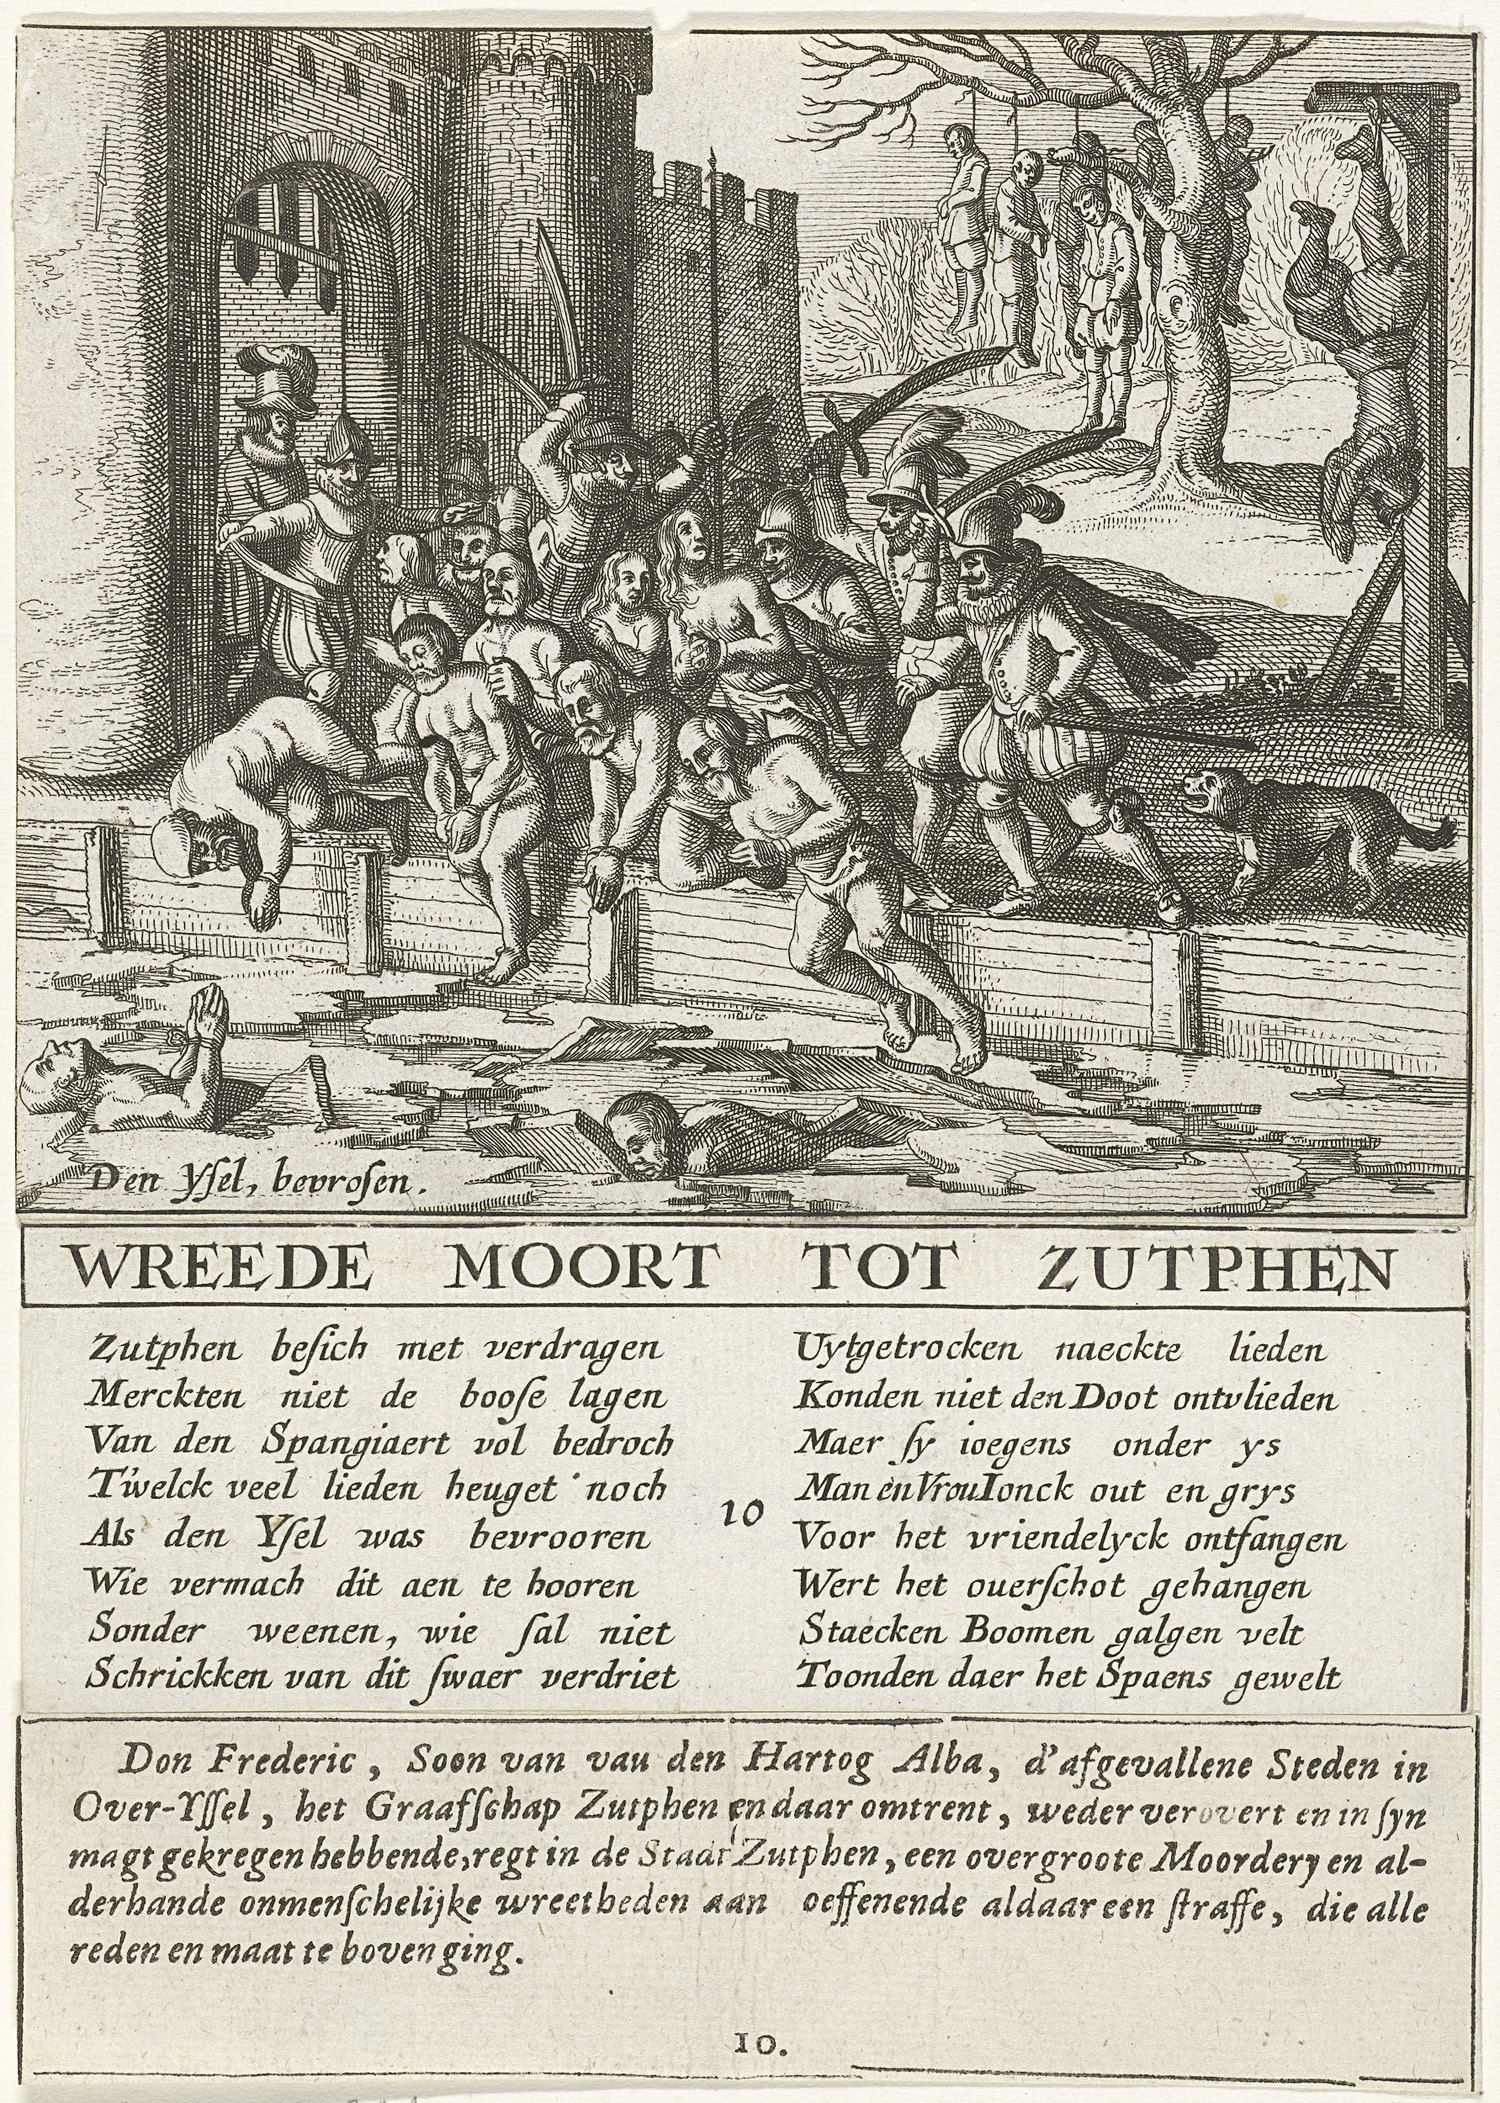 Den Yſel, bevroſen.
WREEDE MOORT TOT ZUTPHEN
Zutphen beſich met verdragen
Merckten niet de booſe lagen
Van den Spangiaert vol bedroch
T'welck veel lieden heuget noch
Als den Yſel was bevrooren
Wie vermach dit aen te hooren
Sonder weenen, wie ſal niet
Schrickken van dit ſwaer verdriet
10
Uytgetrocken naeckte lieden
Konden niet den Doot ontvlieden
Maer ſy ioegens onder ys
Man en Vrou Ionck out en grys
Voor het vriendelyck ontfangen
Wert het ouerſchot gehangen
Staecken Boomen galgen velt
Toonden daer het Spaens gewelt
Don Frederic, Soon van vau den Hartog Alba, d'afgevallene Steden in
Over-Yſſel, het Graafſchap Zutphen en daar omtrent, weder verovert en in ſyn
magt gekregen hebbende, regt in de Stadt Zutphen, een overgroote Moordery en al-
derhande onmenſchelijke wreetheden aan oeffenende aldaar een ſtraffe, die alle
reden en maat te boven ging.
10.